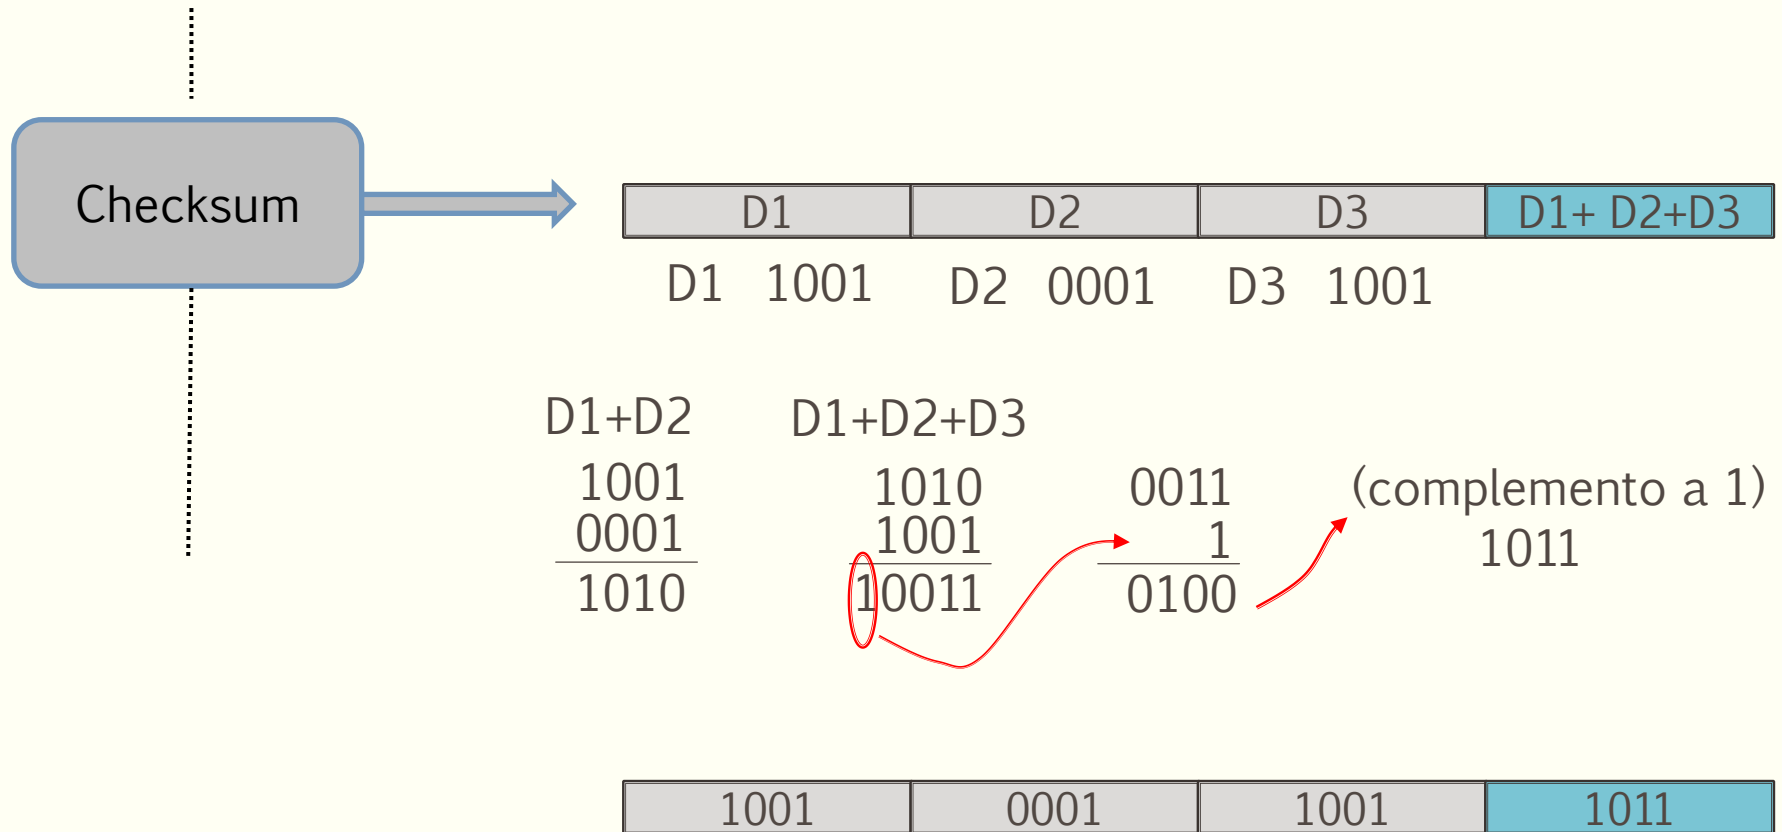 Checksum
D1 D2 D3 D1+ D2+D3
D1 1001 D2 0001 D3 1001
D1+D2 D1+D2+D3
1001 1010 0011 (complemento a 1)
0001 1001 1 1011
1010 10011 0100
1001 0001 1001 1011